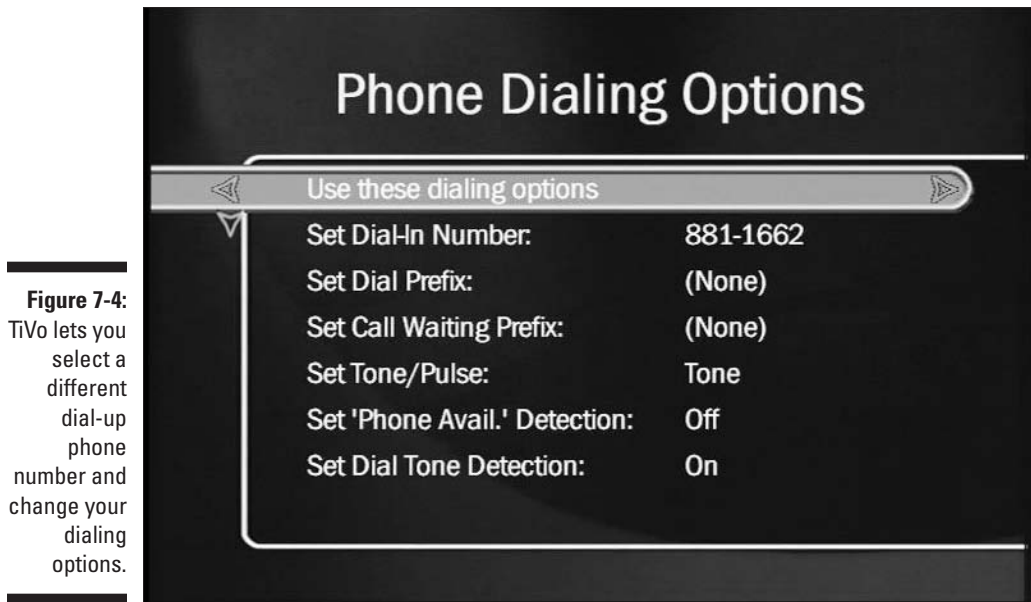 Phone Dialing Options
Use these dialing options
Set Dial-In Number: 881-1662
Set Dial Prefix: (None)
Set Call Waiting Prefix: (None)
Set Tone/Pulse: Tone
Set 'Phone Avail.' Detection: Off
Set Dial Tone Detection: On
Figure 7-4:
TiVo lets you
select a
different
dial-up
phone
number and
change your
dialing
options.